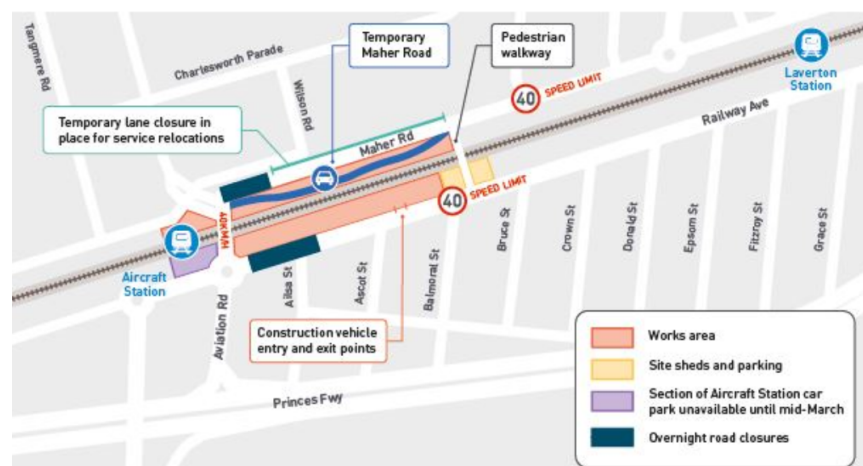 Tangmere Rd
Charlesworth Parade
Temporary
Maher Road
Pedestrian
walkway
Laverton
Station
40 SPEED LIMIT
Wilson Rd
Temporary lane closure in
place for service relocations
Maher Rd
Railway Ave
40 SPEED LIMIT
40KM/H
Aircraft
Station
Aviation Rd
Ailsa St
Ascot St
Balmoral St
Bruce St
Crown St
Donald St
Epsom St
Fitzroy St
Grace St
Construction vehicle
entry and exit points
Princes Fwy
Works area
Site sheds and parking
Section of Aircraft Station car
park unavailable until mid-March
Overnight road closures